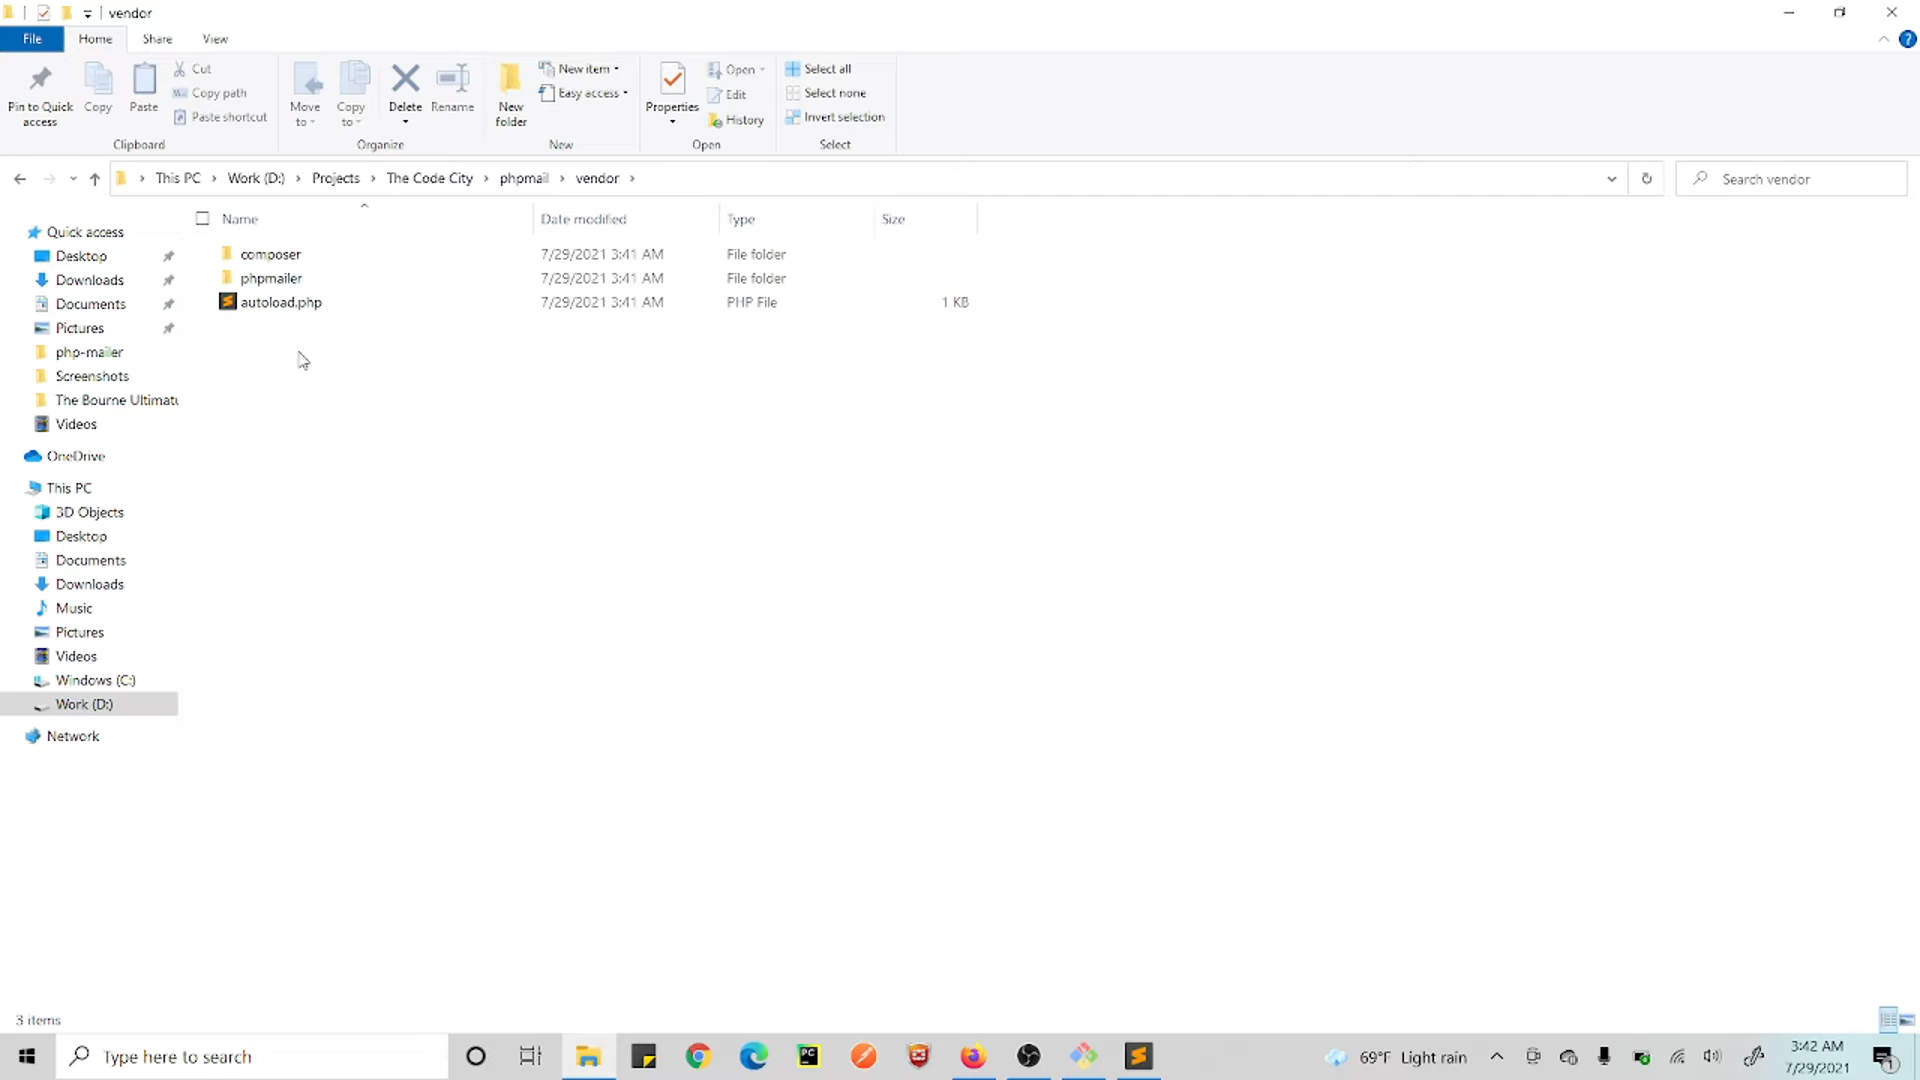 vendor
File Home Share View
Pin to Quick access
Copy
Paste
Cut
Copy path
Paste shortcut
Clipboard
Move to
Copy to
Delete
Rename
Organize
New folder
New item
Easy access
New
Properties
Open
Edit
History
Open
Select all
Select none
Invert selection
Select
This PC > Work (D:) > Projects > The Code City > phpmail > vendor >
Search vendor
Name Date modified Type Size
composer 7/29/2021 3:41 AM File folder
phpmailer 7/29/2021 3:41 AM File folder
autoload.php 7/29/2021 3:41 AM PHP File 1 KB
Quick access
Desktop
Downloads
Documents
Pictures
php-mailer
Screenshots
The Bourne Ultimatu
Videos
OneDrive
This PC
3D Objects
Desktop
Documents
Downloads
Music
Pictures
Videos
Windows (C:)
Work (D:)
Network
3 items
Type here to search
PC
69°F Light rain
3:42 AM
7/29/2021
1